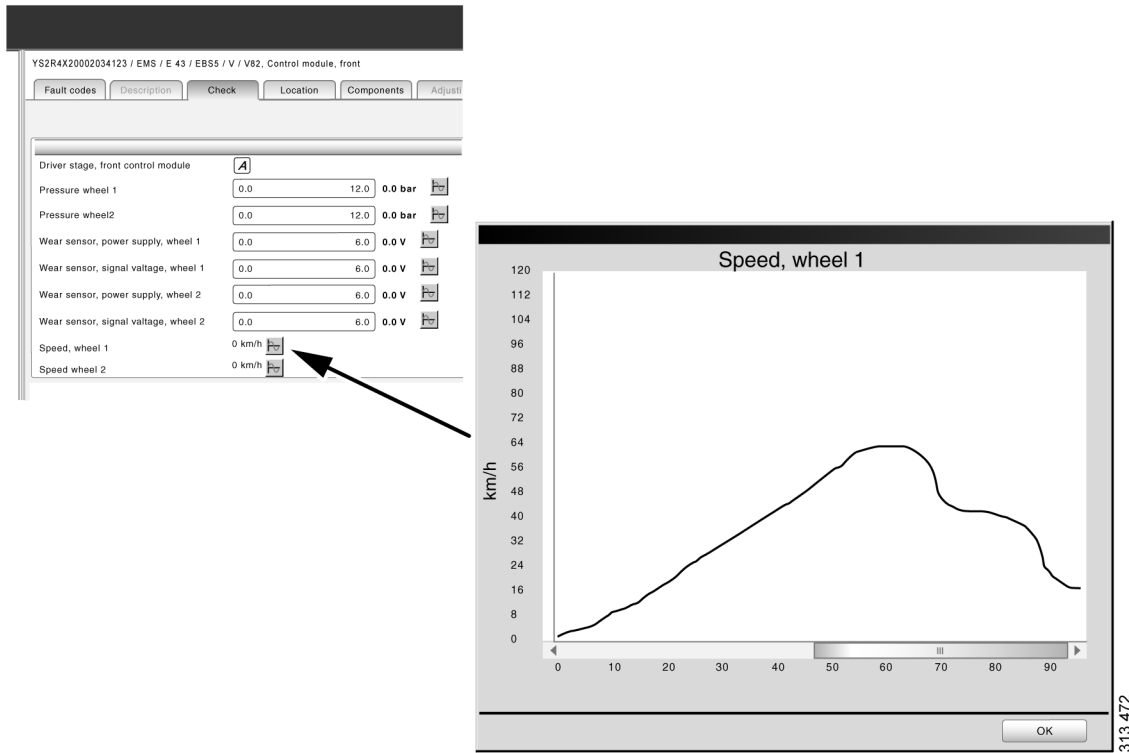 YS2R4X20002034123 / EMS / E 43 / EBS5 / V / V82, Control module, front
Fault codes Description Check Location Components Adjusti
Driver stage, front control module A
Pressure wheel 1 0.0 12.0 0.0 bar
Pressure wheel2 0.0 12.0 0.0 bar
Wear sensor, power supply, wheel 1 0.0 6.0 0.0 V
Wear sensor, signal valtage, wheel 1 0.0 6.0 0.0 V
Wear sensor, power supply, wheel 2 0.0 6.0 0.0 V
Wear sensor, signal valtage, wheel 2 0.0 6.0 0.0 V
Speed, wheel 1 0 km/h
Speed wheel 2 0 km/h
Speed, wheel 1
120
112
104
96
88
80
72
64
56
48
40
32
24
16
8
0
km/h
0 10 20 30 40 50 60 70 80 90
OK
313 472